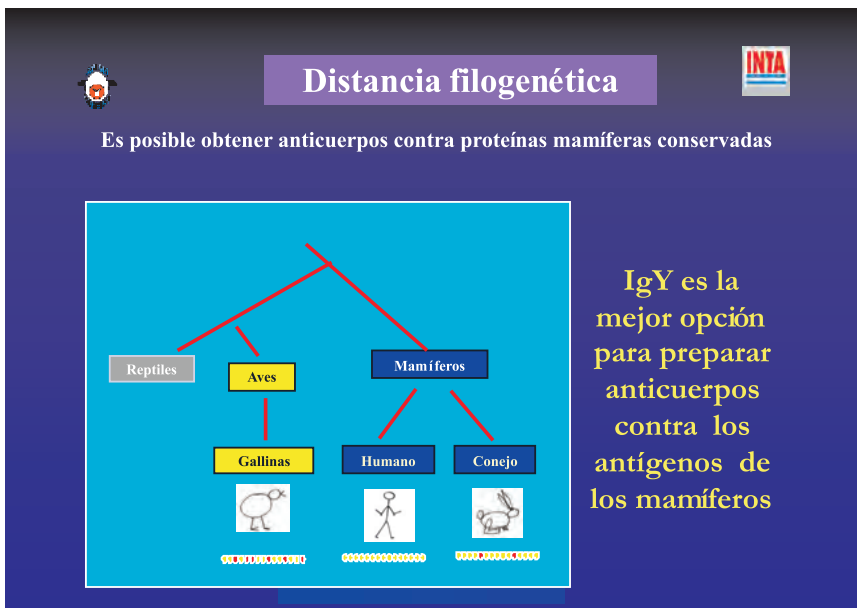 Distancia filogenética
INTA
Es posible obtener anticuerpos contra proteínas mamíferas conservadas
Reptiles
Aves
Mamíferos
Gallinas
Humano
Conejo
IgY es la
mejor opción
para preparar
anticuerpos
contra los
antígenos de
los mamíferos